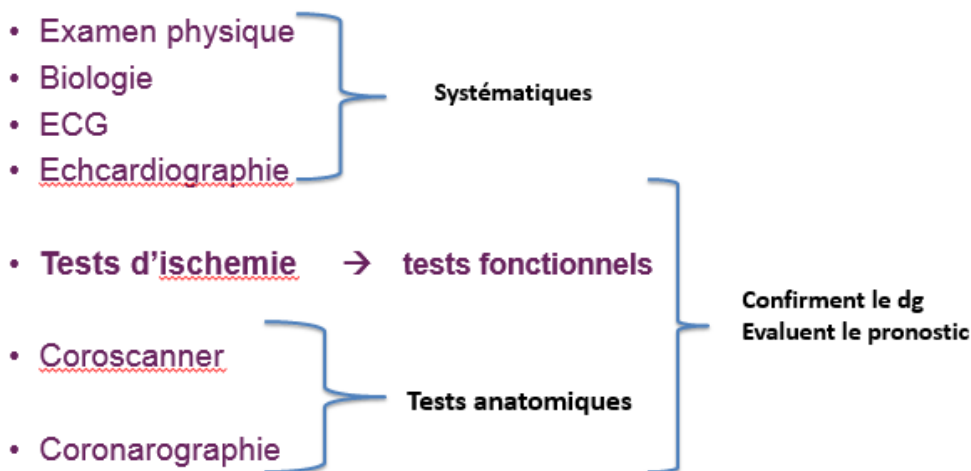 • Examen physique
• Biologie
Systématiques
• ECG
• Echcardiographie
• Tests d'ischemie → tests fonctionnels
Confirment le dg
Evaluent le pronostic
• Coroscanner
Tests anatomiques
• Coronarographie